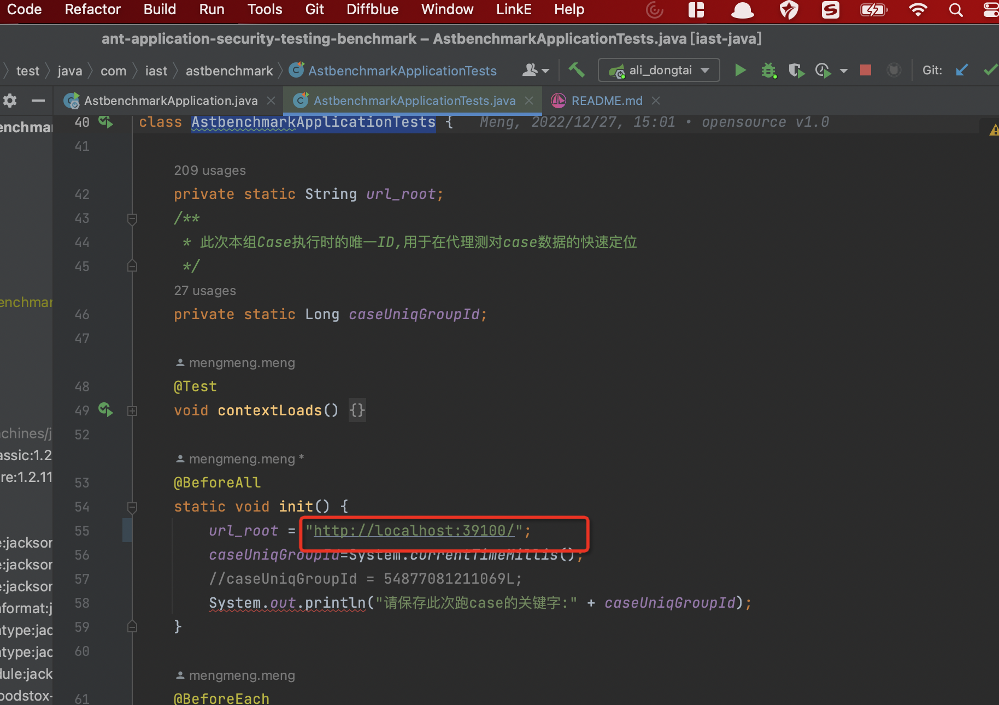 Code Refactor Build Run Tools Git Diffblue Window LinkE Help
ant-application-security-testing-benchmark – AstbenchmarkApplicationTests.java [iast-java]
test java com iast astbenchmark AstbenchmarkApplicationTests ali_dongtai Git:
AstbenchmarkApplication.java AstbenchmarkApplicationTests.java README.md
40 class AstbenchmarkApplicationTests { Meng, 2022/12/27, 15:01 • opensource v1.0
41
209 usages
42 private static String url_root;
43 /**
44 * 此次本组Case执行时的唯一ID,用于在代理测对case数据的快速定位
45 */
27 usages
46 private static Long caseUniqGroupId;
47
mengmeng.meng
48 @Test
49 void contextLoads() {}
52
mengmeng.meng *
53 @BeforeAll
54 static void init() {
55 url_root = "http://localhost:39100/";
56 caseUniqGroupId=System.currentTimeMillis();
57 //caseUniqGroupId = 54877081211069L;
58 System.out.println("请保存此次跑case的关键字:" + caseUniqGroupId);
59 }
60
mengmeng.meng
61 @BeforeEach
enchmar
enchmar
chines/j
assic:1.2
re:1.2.11
e:jackson
e:jackson
e:jackson
format:j
atype:jac
atype:jac
dule:jack
oodstox-